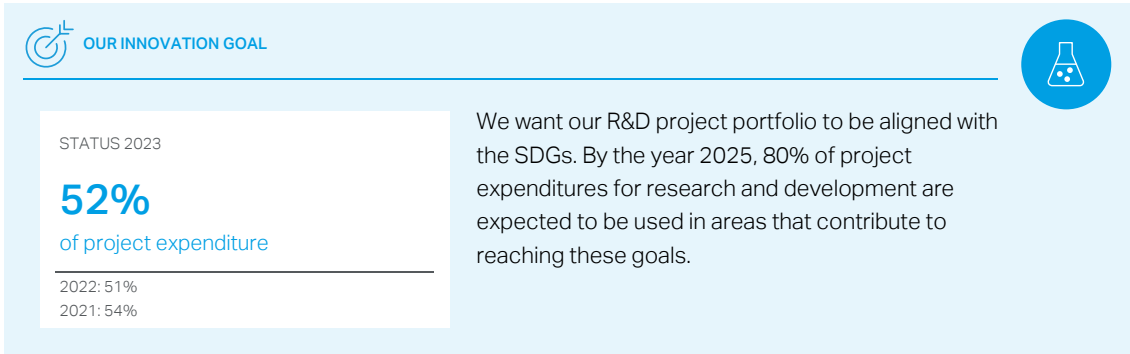 OUR INNOVATION GOAL
STATUS 2023
52%
of project expenditure
2022: 51%
2021: 54%
We want our R&D project portfolio to be aligned with
the SDGs. By the year 2025, 80% of project
expenditures for research and development are
expected to be used in areas that contribute to
reaching these goals.